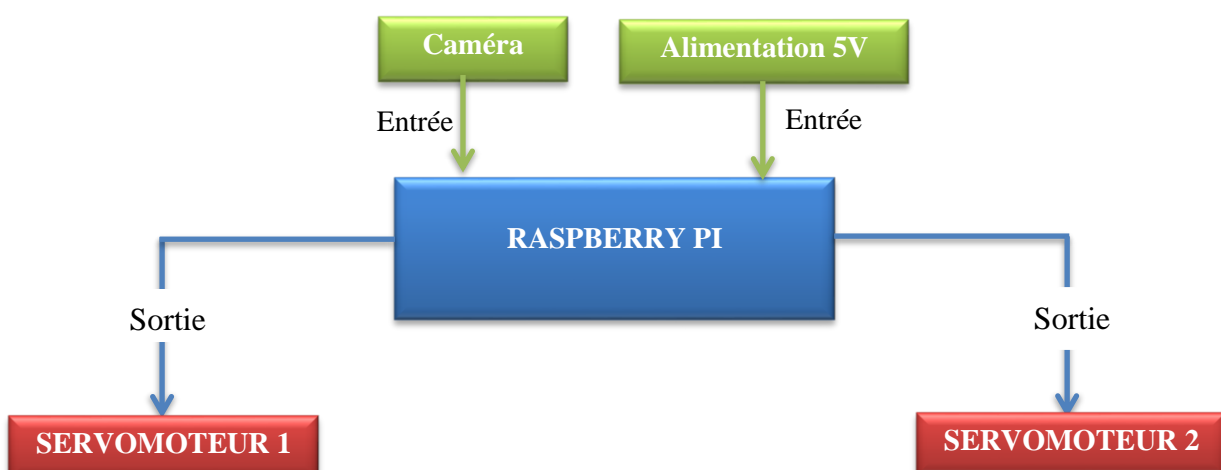 Caméra
Alimentation 5V
Entrée
Entrée
RASPBERRY PI
Sortie
Sortie
SERVOMOTEUR 1
SERVOMOTEUR 2